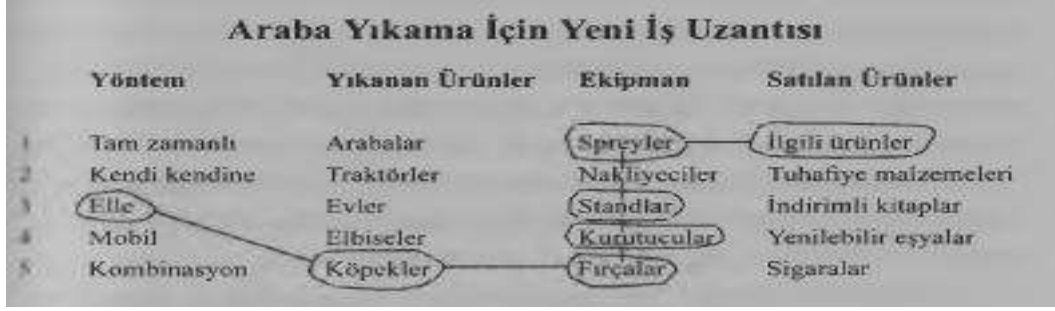 Araba Yıkama İçin Yeni İş Uzantısı
Yöntem Yıkanan Ürünler Ekipman Satılan Ürünler
1 Tam zamanlı Arabalar Spreyler İlgili ürünler
2 Kendi kendine Traktörler Nakliyeciler Tuhafiye malzemeleri
3 Elle Evler Standlar İndirimli kitaplar
4 Mobil Elbiseler Kurutucular Yenilebilir eşyalar
5 Kombinasyon Köpekler Fırçalar Sigaralar